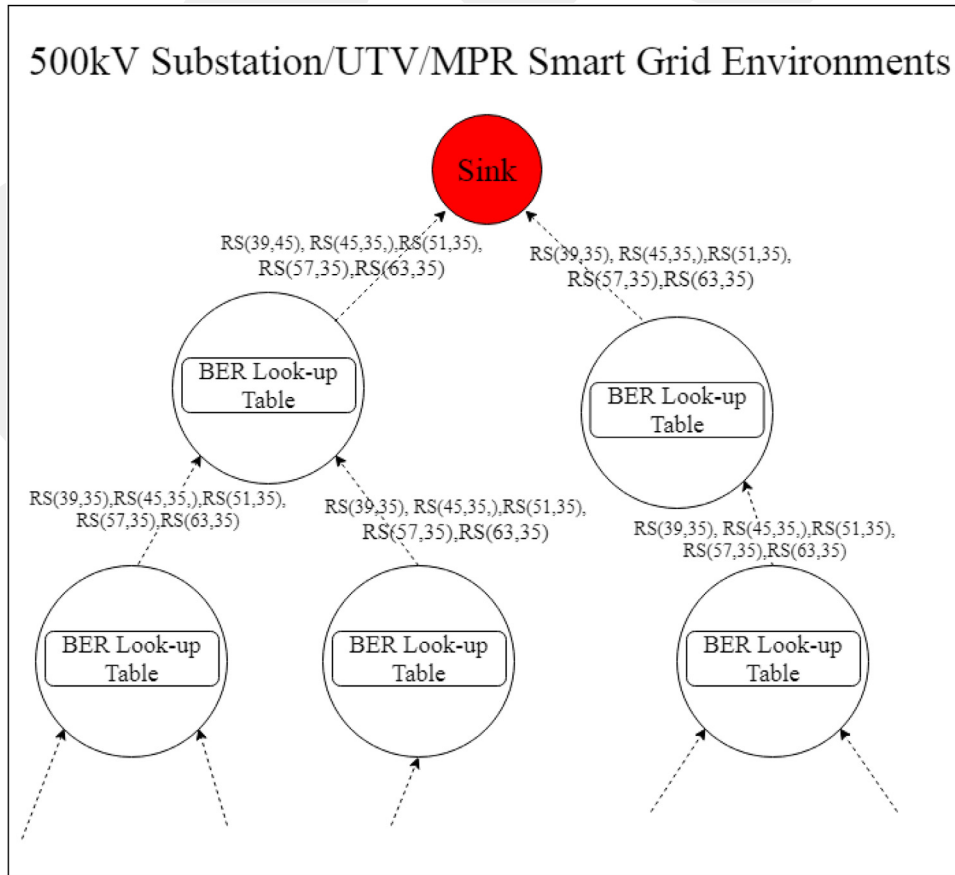 500kV Substation/UTV/MPR Smart Grid Environments
Sink
RS(39,45), RS(45,35,),RS(51,35),
RS(57,35),RS(63,35)
RS(39,35), RS(45,35,),RS(51,35),
RS(57,35),RS(63,35)
BER Look-up
Table
BER Look-up
Table
RS(39,35),RS(45,35,),RS(51,35),
RS(57,35),RS(63,35)
RS(39,35), RS(45,35,),RS(51,35),
RS(57,35),RS(63,35)
RS(39,35), RS(45,35,),RS(51,35),
RS(57,35),RS(63,35)
BER Look-up
Table
BER Look-up
Table
BER Look-up
Table